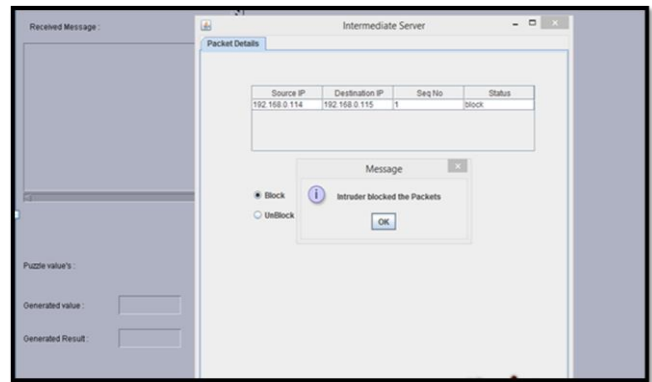 Received Message :
Intermediate Server
Packet Details
Source IP Destination IP Seq No Status
192.168.0.114 192.168.0.115 1 block
Message
Block
Intruder blocked the Packets
UnBlock
OK
Puzzle value's :
Generated value :
Generated Result :